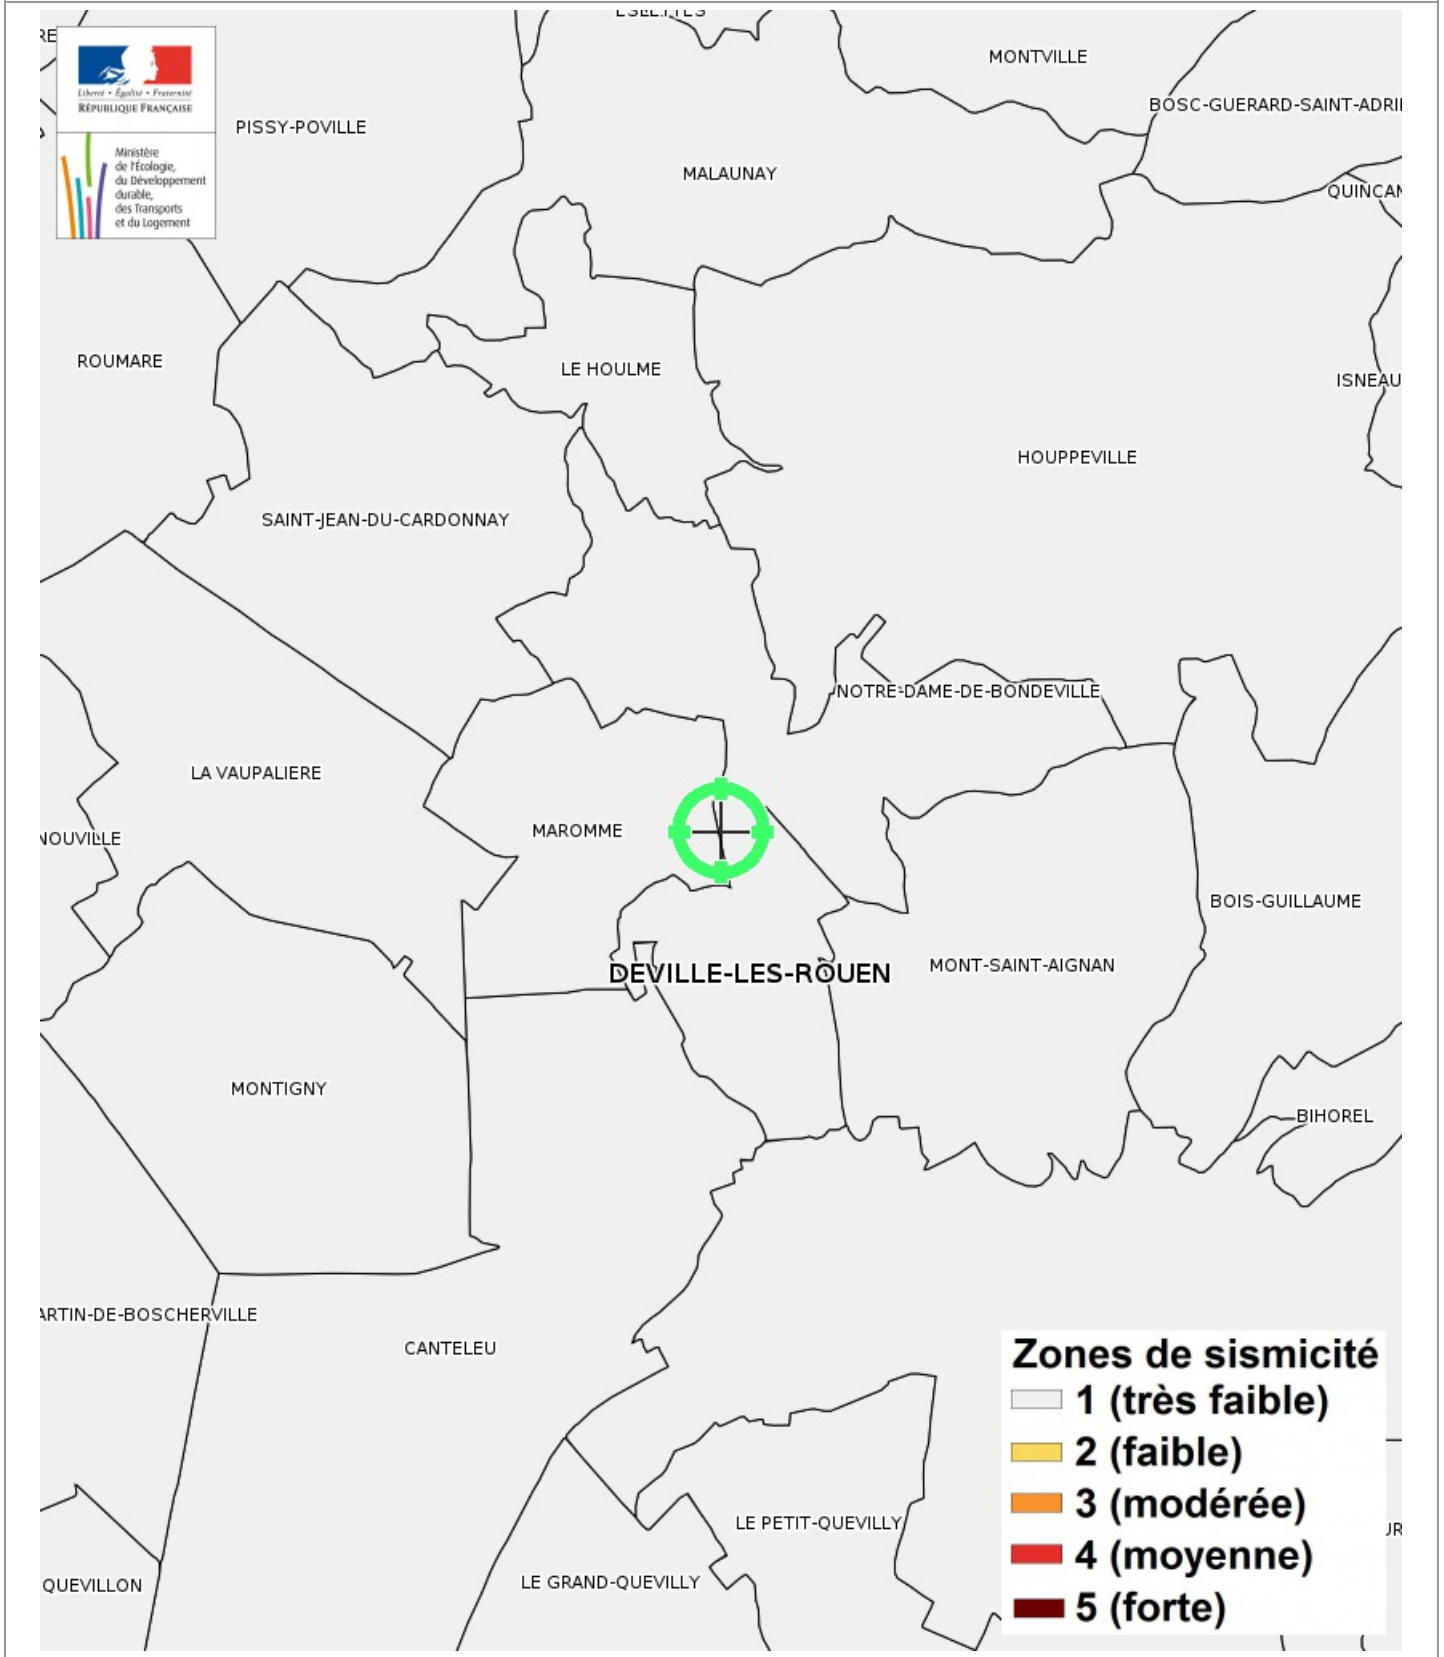 ESLETTES
MONTVILLE
Liberté • Égalité • Fraternité
RÉPUBLIQUE FRANÇAISE
BOSC-GUERARD-SAINT-ADRI
PISSY-POVILLE
Ministère
de l'Écologie,
du Développement
durable,
des Transports
et du Logement
MALAUNAY
QUINCAM
ROUMARE
LE HOULME
ISNEAU
HOUPPEVILLE
SAINT-JEAN-DU-CARDONNAY
NOTRE-DAME-DE-BONDEVILLE
LA VAUPALIERE
NOUVILLE
MAROMME
BOIS-GUILLAUME
DEVILLE-LES-ROUEN
MONT-SAINT-AIGNAN
MONTIGNY
BIHOREL
ARTIN-DE-BOSCHERVILLE
CANTELEU
LE PETIT-QUEVILLY
QUEVILLON
LE GRAND-QUEVILLY
Zones de sismicité
1 (très faible)
2 (faible)
3 (modérée)
4 (moyenne)
5 (forte)